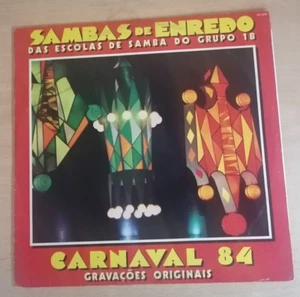 SAMBAS DE ENREDO
DAS ESCOLAS DE SAMBA DO GRUPO 1B
CARNAVAL 84
GRAVAÇÕES ORIGINAIS